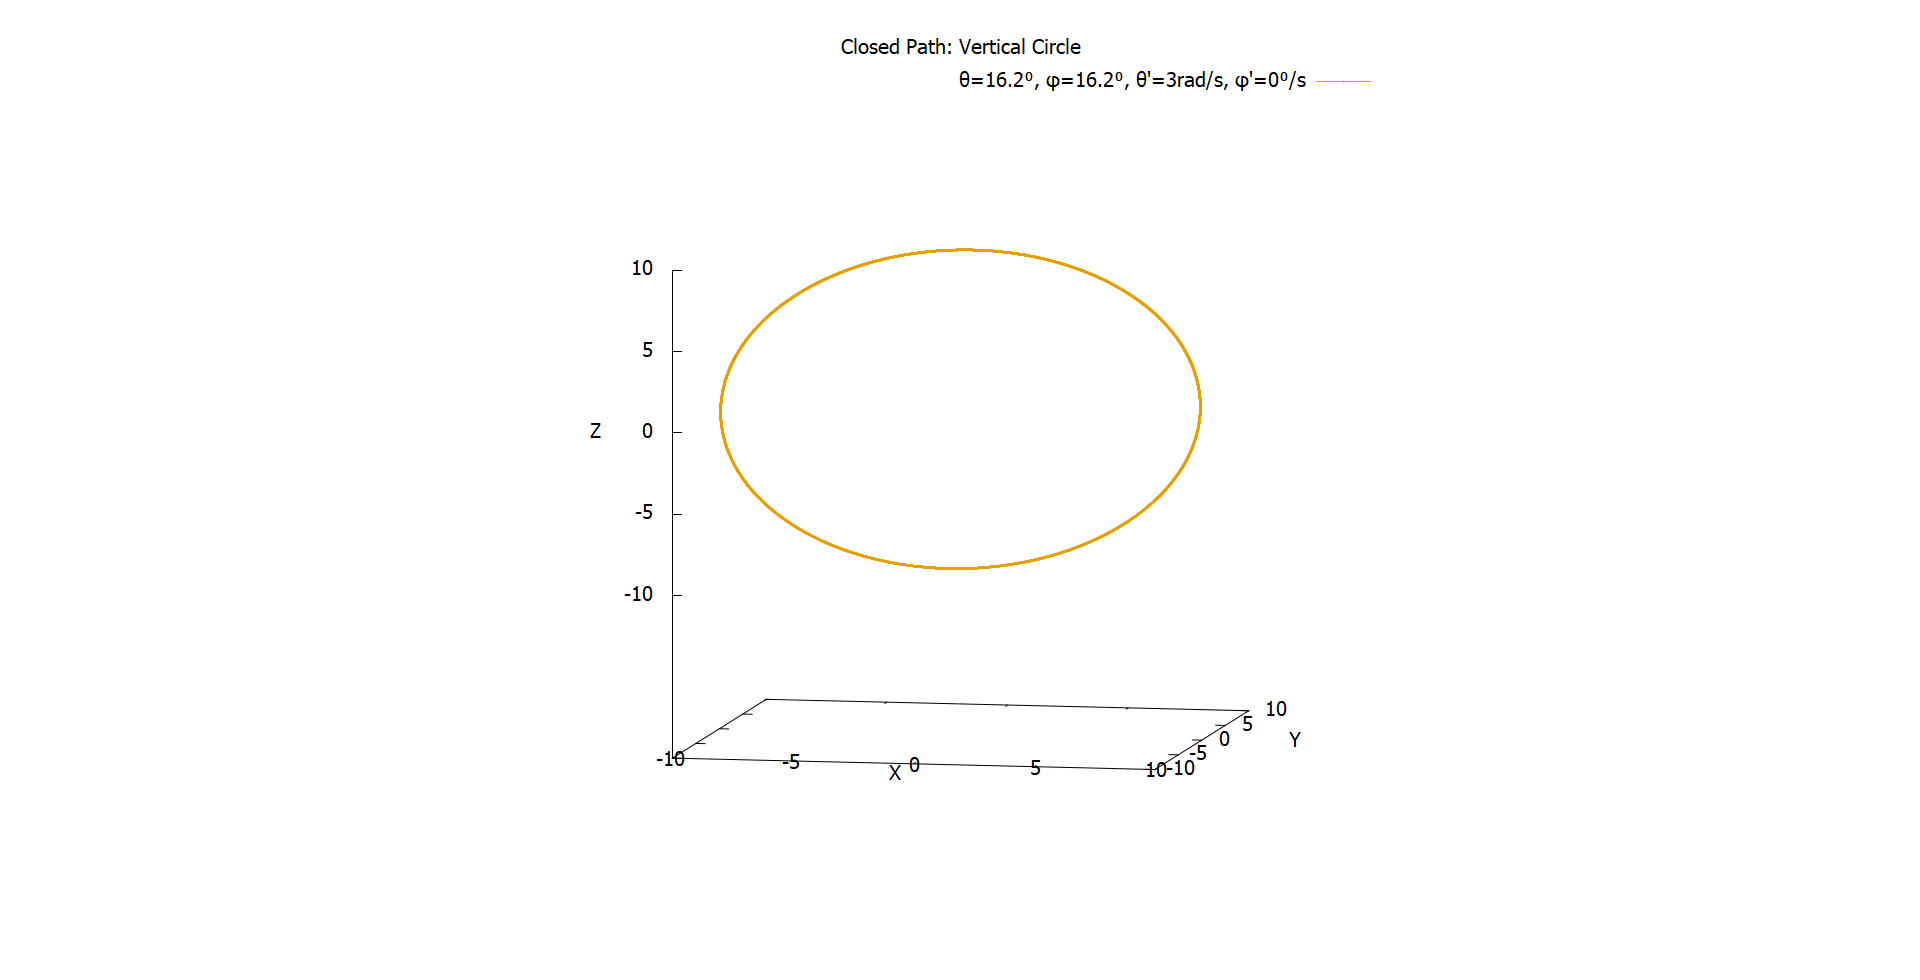 Closed Path: Vertical Circle
θ=16.2º, φ=16.2º, θ'=3rad/s, φ'=0º/s
10
5
Z 0
-5
-10
-10 -5 0 5 10
X
-10 -5 0 5 10
Y